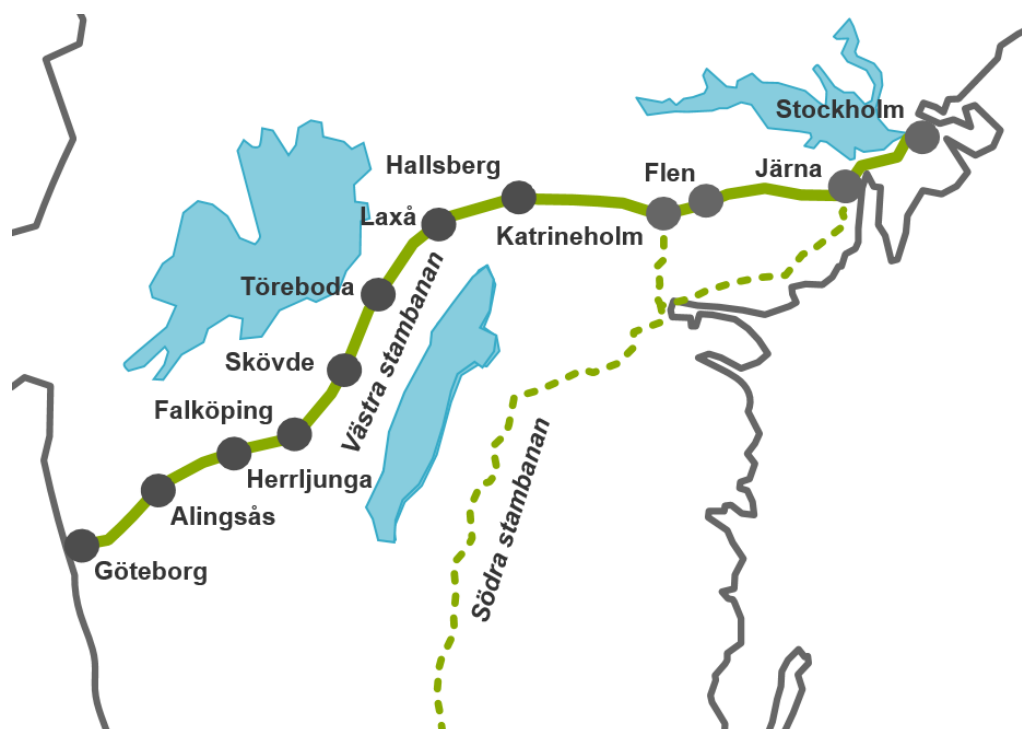 Stockholm
Hallsberg
Flen
Järna
Laxå
Katrineholm
Töreboda
Västra stambanan
Skövde
Falköping
Herrljunga
Alingsås
Södra stambanan
Göteborg